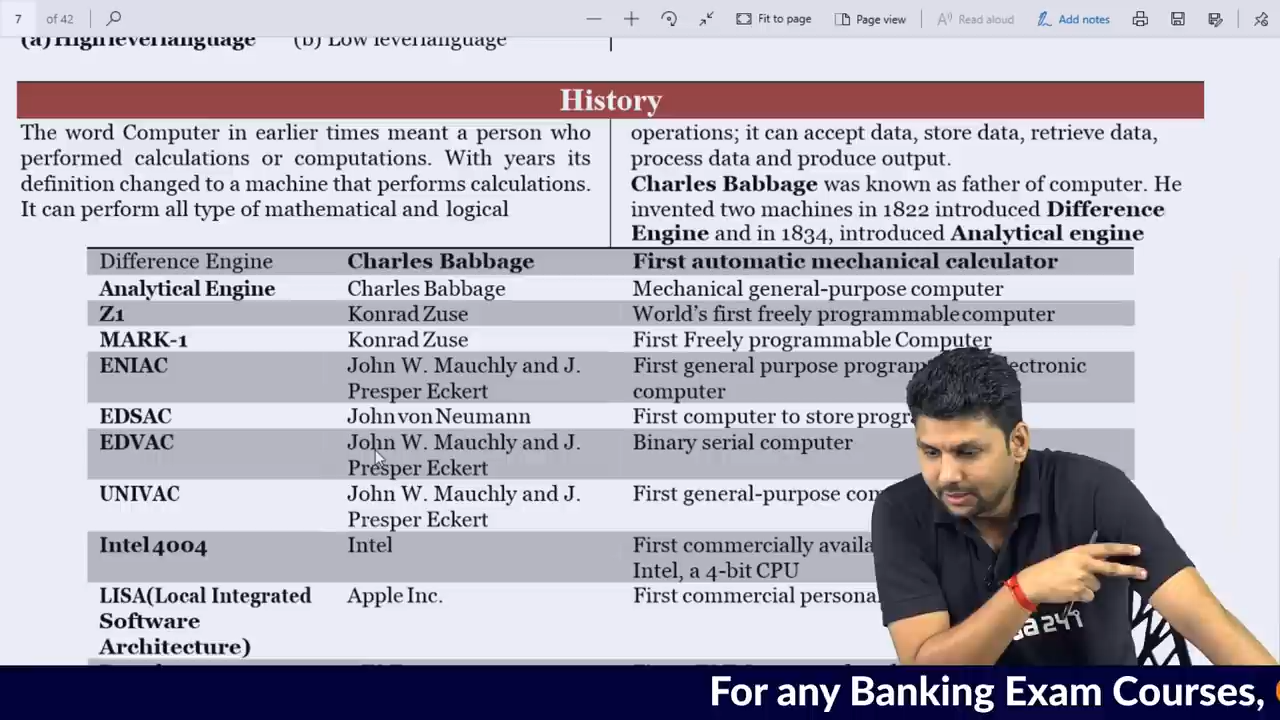 7 of 42 Fit to page Page view Read aloud Add notes
(a) High level language (b) Low level language
History
The word Computer in earlier times meant a person who
performed calculations or computations. With years its
definition changed to a machine that performs calculations.
It can perform all type of mathematical and logical
operations; it can accept data, store data, retrieve data,
process data and produce output.
Charles Babbage was known as father of computer. He
invented two machines in 1822 introduced Difference
Engine and in 1834, introduced Analytical engine
Difference Engine Charles Babbage First automatic mechanical calculator
Analytical Engine Charles Babbage Mechanical general-purpose computer
Z1 Konrad Zuse World's first freely programmable computer
MARK-1 Konrad Zuse First Freely programmable Computer
ENIAC John W. Mauchly and J. First general purpose
Presper Eckert computer
EDSAC John von Neumann First computer to store
EDVAC John W. Mauchly and J. Binary serial computer
Presper Eckert
UNIVAC John W. Mauchly and J. First general-purpose
Presper Eckert
Intel 4004 Intel First commercially
Intel, a 4-bit CPU
LISA(Local Integrated Apple Inc. First commercial
Software
Architecture)
For any Banking Exam Courses,